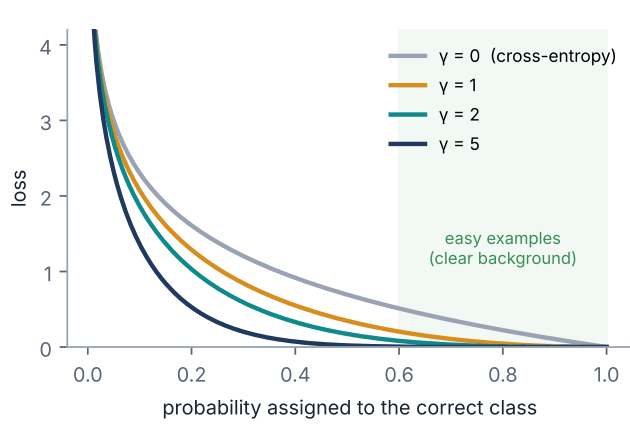 4
3
2
1
0
loss
γ = 0 (cross-entropy)
γ = 1
γ = 2
γ = 5
easy examples
(clear background)
0.0 0.2 0.4 0.6 0.8 1.0
probability assigned to the correct class